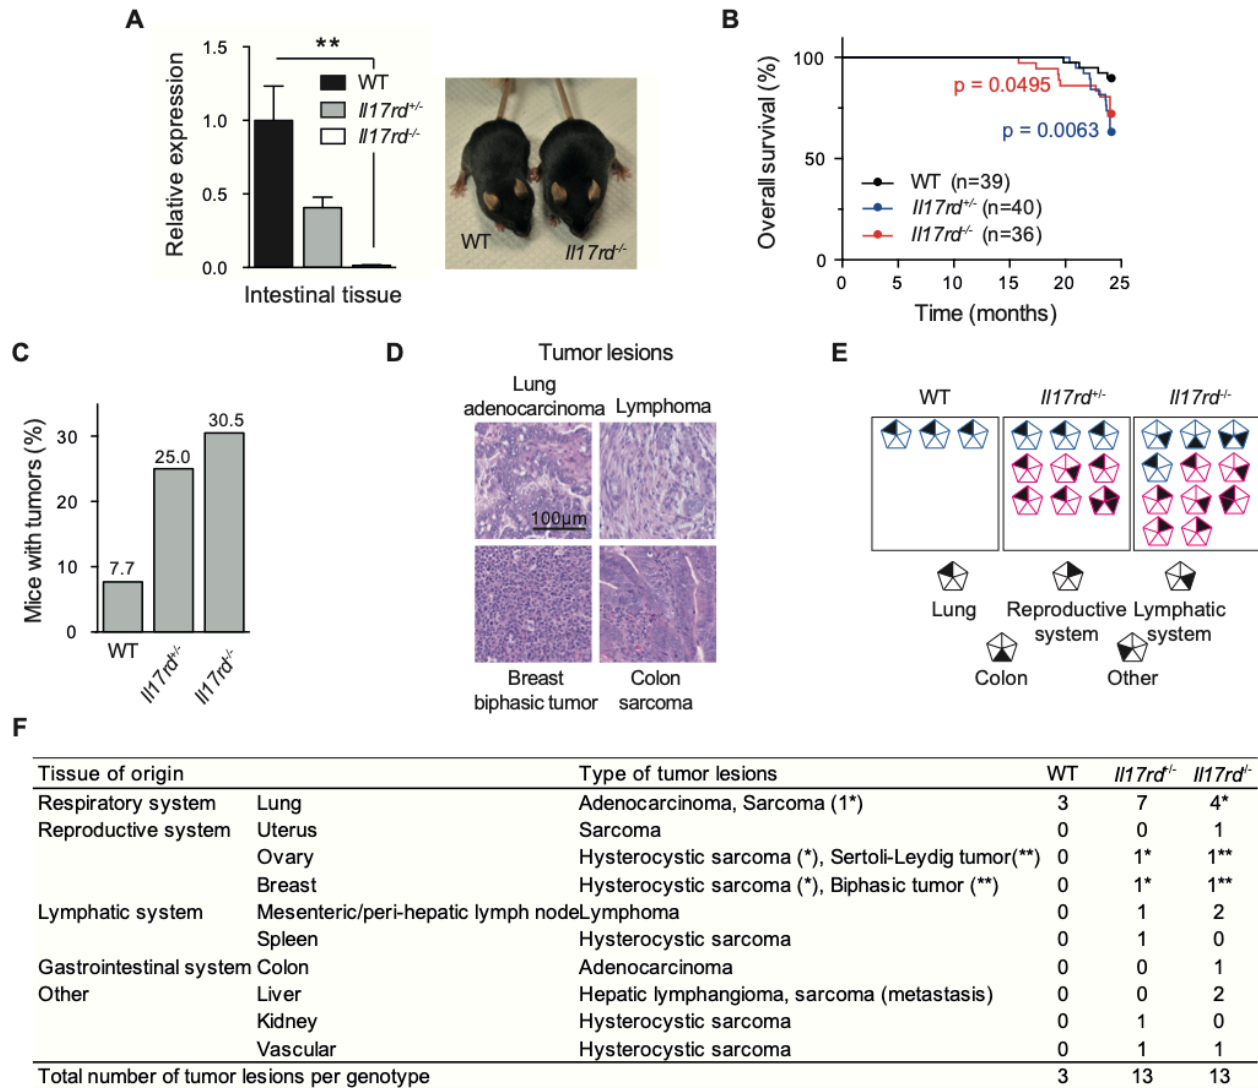 A
1.5
1.0
0.5
0.0
Relative expression
**
WT
Il17rd+/-
Il17rd-/-
Intestinal tissue
WT
Il17rd-/-
B
100
50
0
Overall survival (%)
p = 0.0495
p = 0.0063
WT (n=39)
Il17rd+/- (n=40)
Il17rd-/- (n=36)
0 5 10 15 20 25
Time (months)
C
Mice with tumors (%)
30
20
10
0
7.7
25.0
30.5
WT
Il17rd+/-
Il17rd-/-
D
Tumor lesions
Lung
adenocarcinoma
Lymphoma
100µm
Breast
biphasic tumor
Colon
sarcoma
E
WT Il17rd+/- Il17rd-/-
Lung
Reproductive
system
Lymphatic
system
Colon
Other
F
Tissue of origin Type of tumor lesions WT Il17rd+/- Il17rd-/-
Respiratory system Lung Adenocarcinoma, Sarcoma (1*) 3 7 4*
Reproductive system Uterus Sarcoma 0 0 1
Ovary Hysterocystic sarcoma (*), Sertoli-Leydig tumor(**) 0 1* 1**
Breast Hysterocystic sarcoma (*), Biphasic tumor (**) 0 1* 1**
Lymphatic system Mesenteric/peri-hepatic lymph node Lymphoma 0 1 2
Spleen Hysterocystic sarcoma 0 1 0
Gastrointestinal system Colon Adenocarcinoma 0 0 1
Other Liver Hepatic lymphangioma, sarcoma (metastasis) 0 0 2
Kidney Hysterocystic sarcoma 0 1 0
Vascular Hysterocystic sarcoma 0 1 1
Total number of tumor lesions per genotype 3 13 13